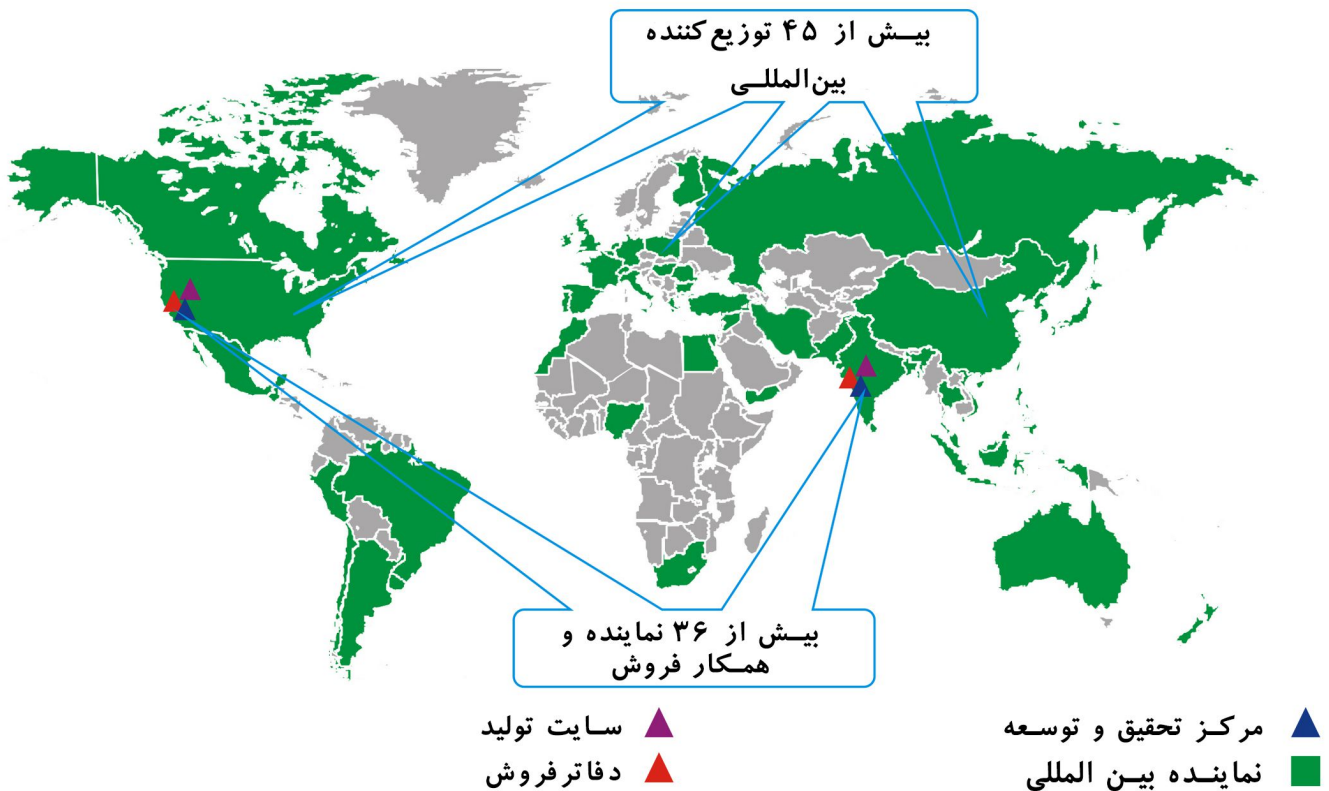 بیش از ۴۵ توزیع‌کننده
بین‌المللی
بیش از ۳۶ نماینده و
همکار فروش
مرکز تحقیق و توسعه
سایت تولید
نماینده بین المللی
دفاتر فروش